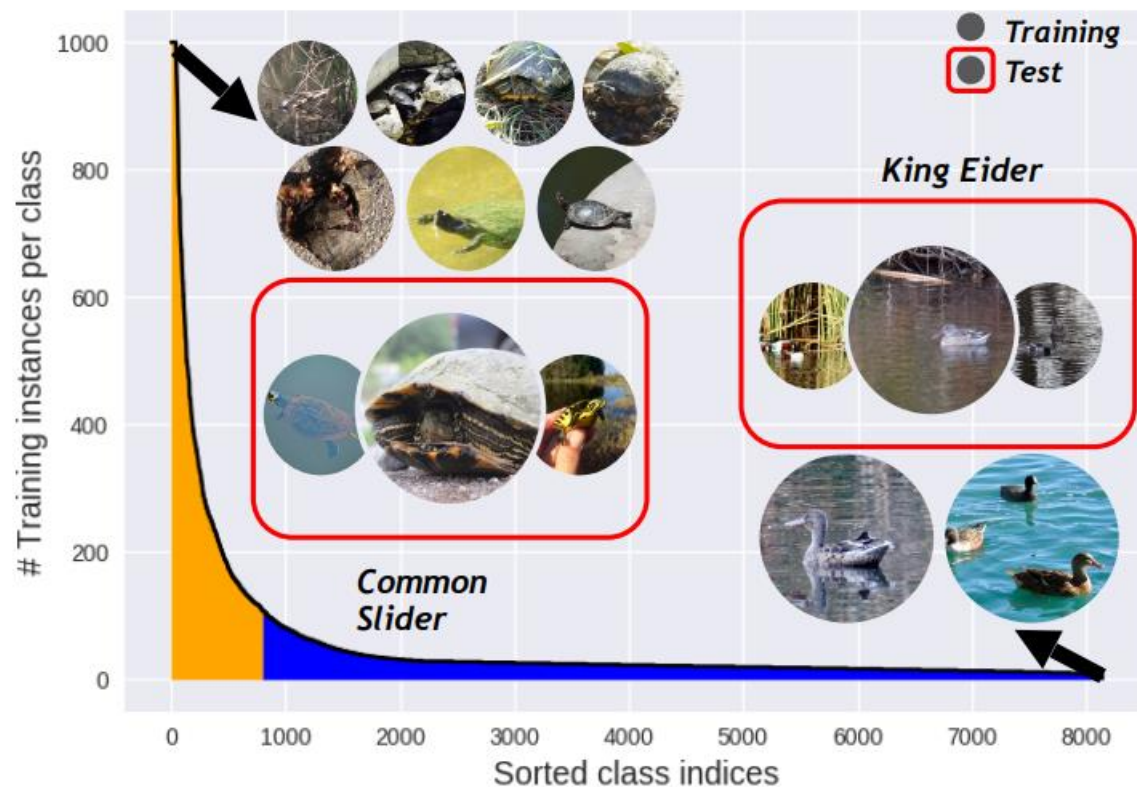 Training
Test
King Eider
Common
Slider
# Training instances per class
1000
800
600
400
200
0
0 1000 2000 3000 4000 5000 6000 7000 8000
Sorted class indices